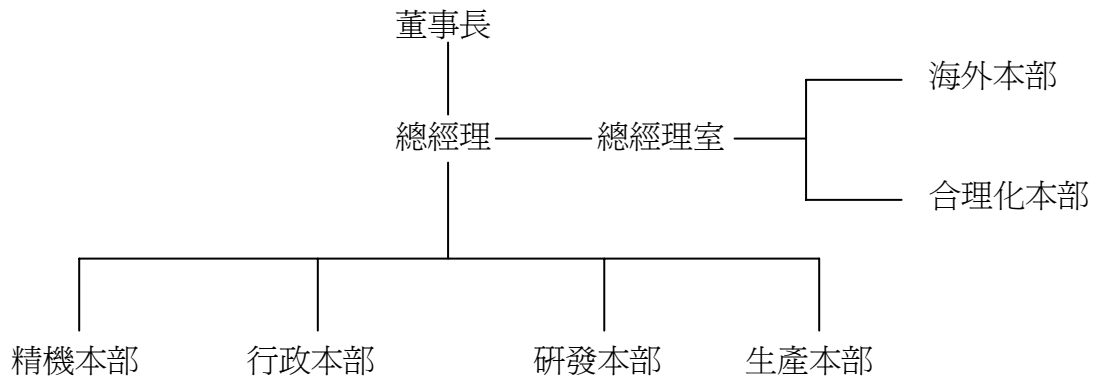 董事長
海外本部
總經理
總經理室
合理化本部
精機本部
行政本部
研發本部
生產本部